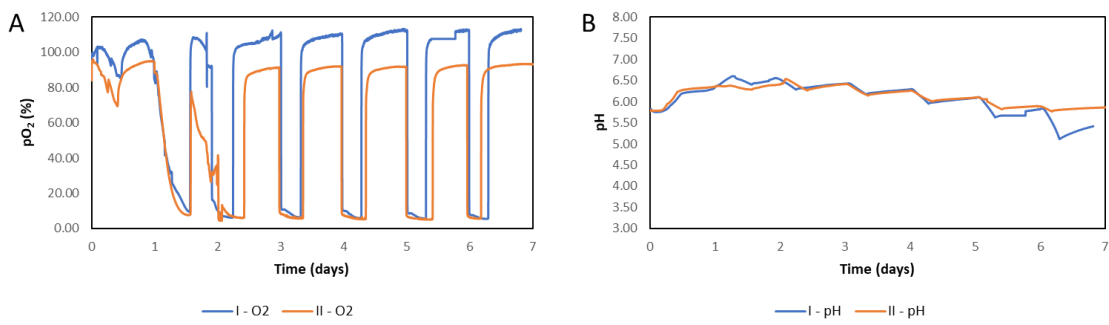 A
120.00
100.00
80.00
60.00
40.00
20.00
0.00
pO2 (%)
0 1 2 3 4 5 6 7
Time (days)
I - O2 II - O2
B
8.00
7.50
7.00
6.50
6.00
5.50
5.00
4.50
4.00
3.50
3.00
pH
0 1 2 3 4 5 6 7
Time (days)
I - pH II - pH